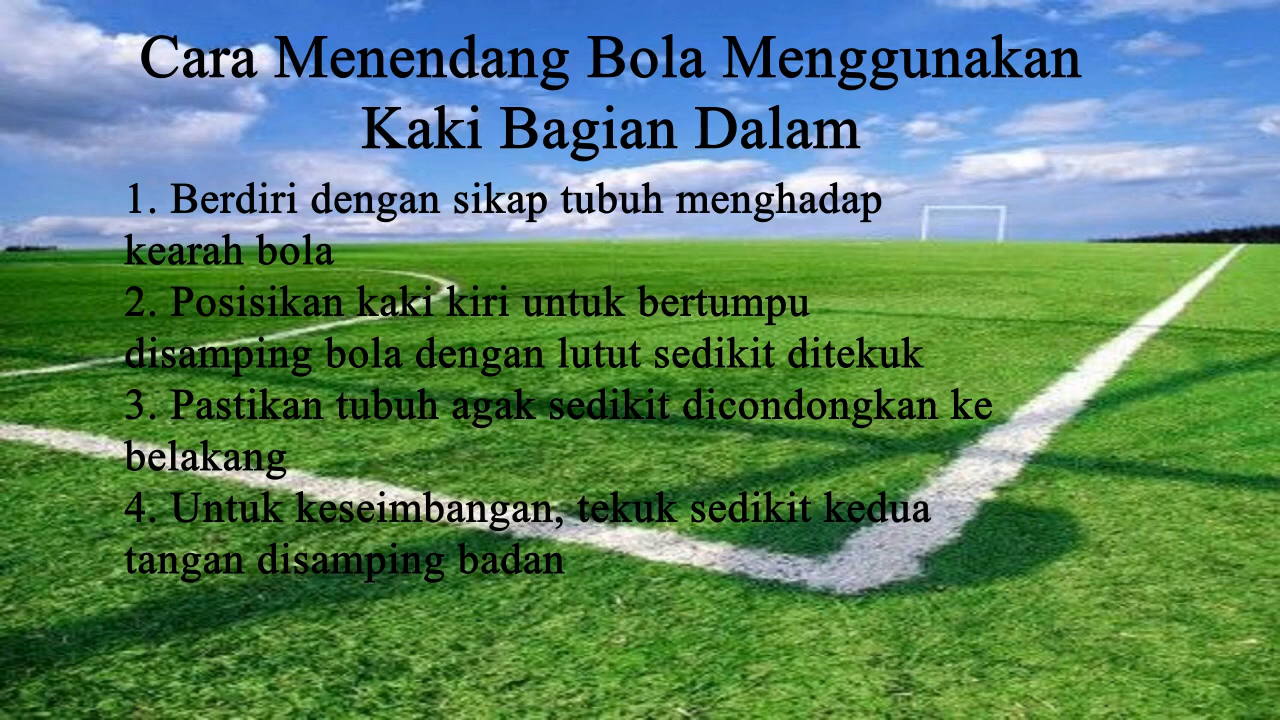 Cara Menendang Bola Menggunakan
Kaki Bagian Dalam
1. Berdiri dengan sikap tubuh menghadap
kearah bola
2. Posisikan kaki kiri untuk bertumpu
disamping bola dengan lutut sedikit ditekuk
3. Pastikan tubuh agak sedikit dicondongkan ke
belakang
4. Untuk keseimbangan, tekuk sedikit kedua
tangan disamping badan